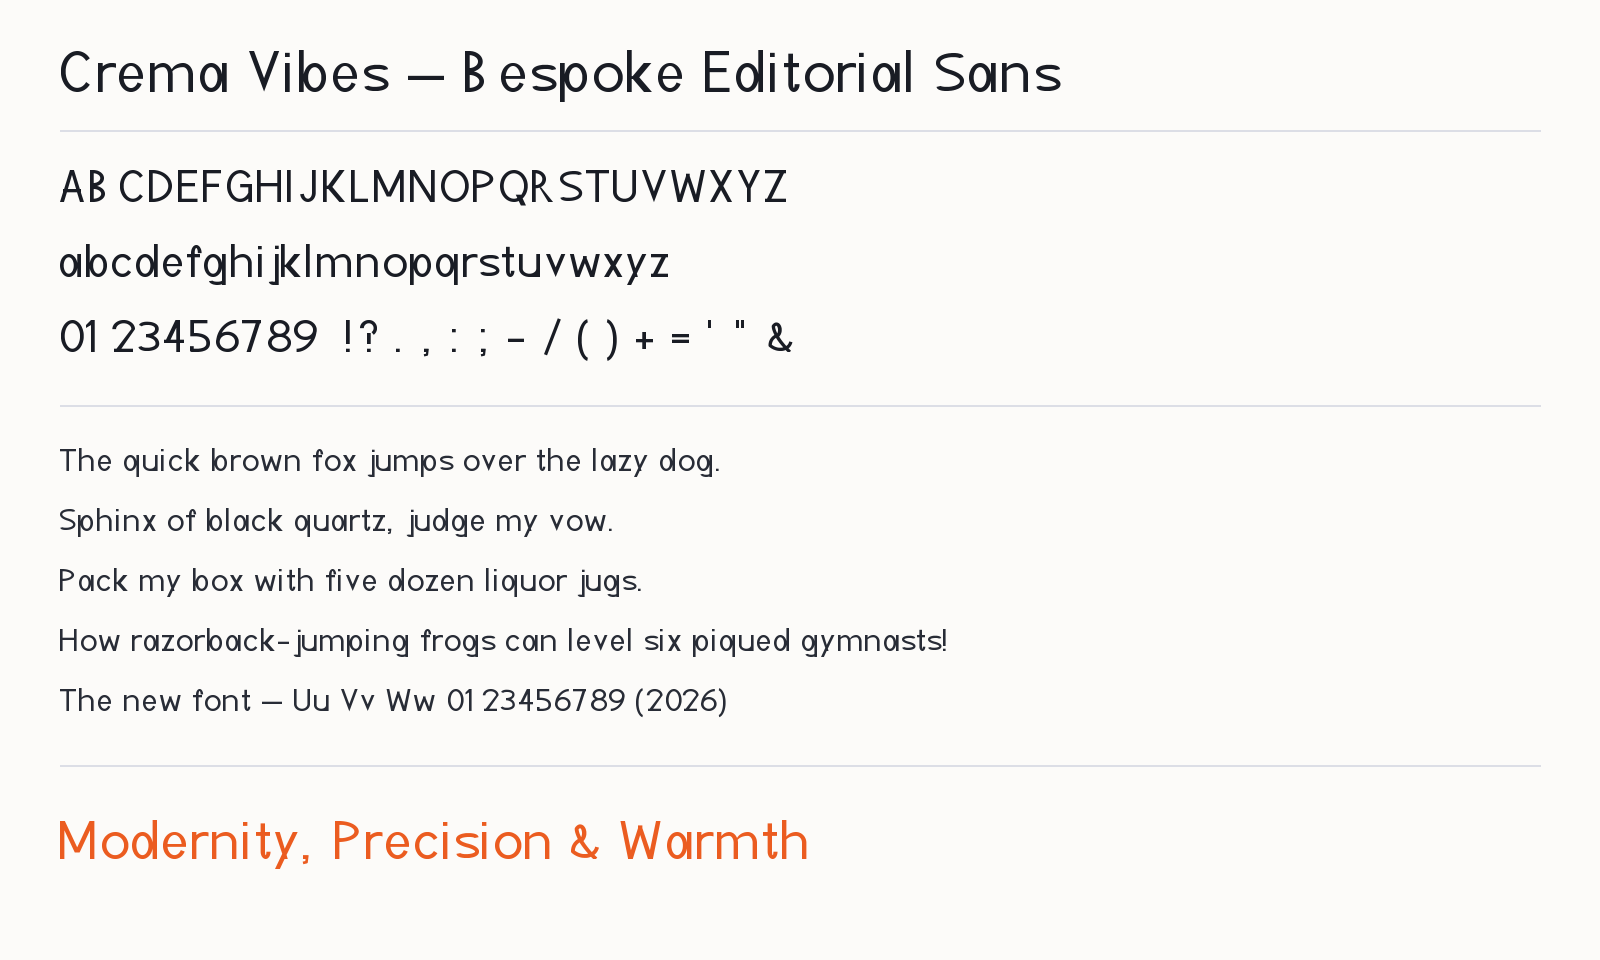 Crema Vibes — Bespoke Editorial Sans
ABCDEFGHIJKLMNOPQRSTUVWXYZ
abcdefghijklmnopqrstuvwxyz
0123456789 !? . , : ; - / ( ) + = ' " &
The quick brown fox jumps over the lazy dog.
Sphinx of black quartz, judge my vow.
Pack my box with five dozen liquor jugs.
How razorback-jumping frogs can level six piqued gymnasts!
The new font — Uu Vv Ww 0123456789 (2026)
Modernity, Precision & Warmth